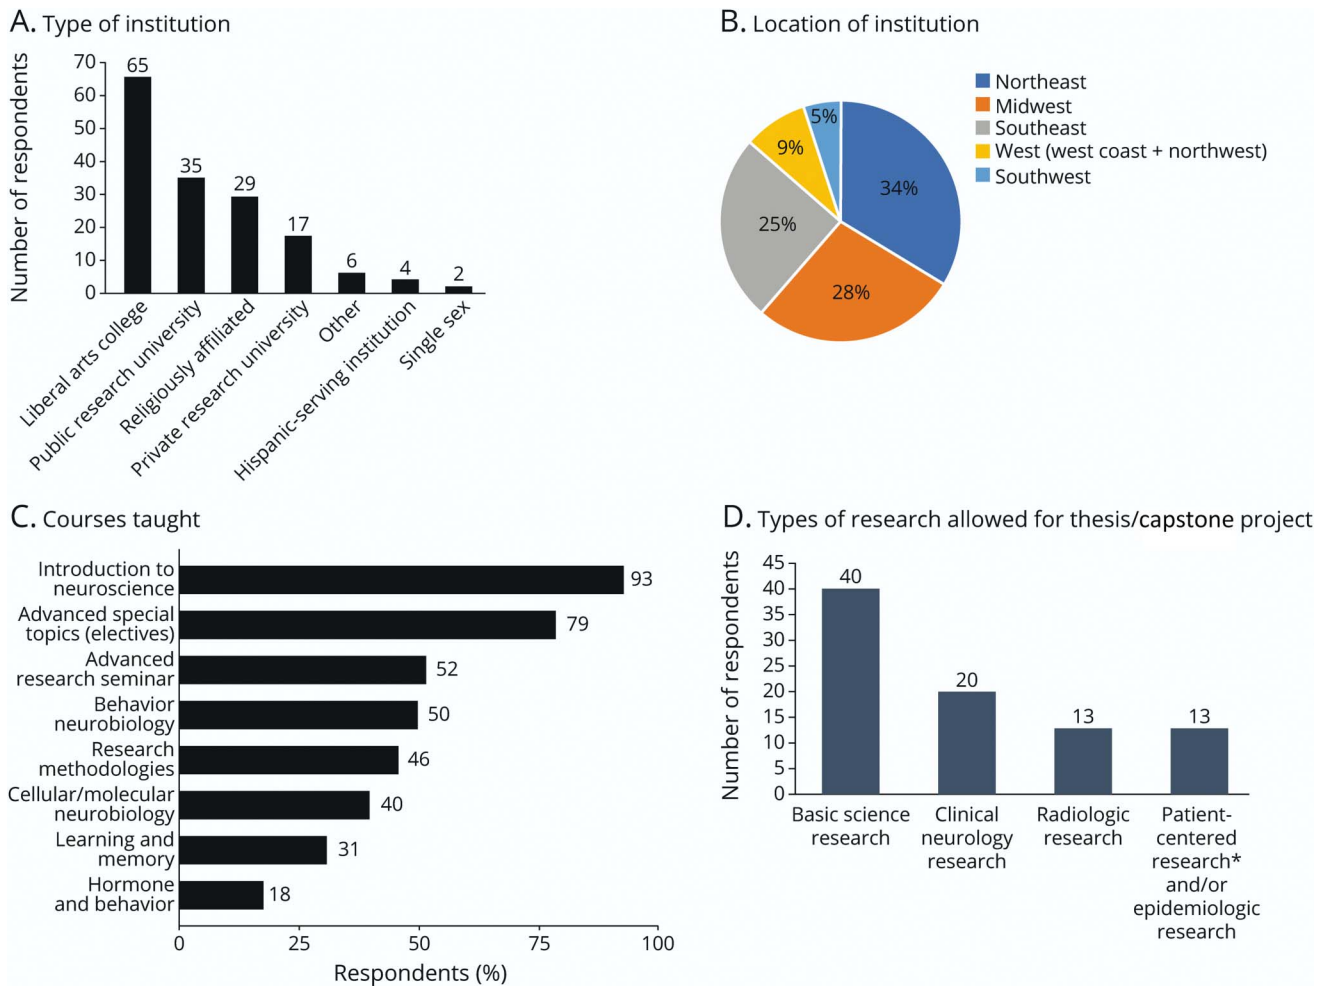 A. Type of institution
Number of respondents
70
60
50
40
30
20
10
0
65
35
29
17
6
4
2
Liberal arts college
Public research university
Religiously affiliated
Private research university
Other
Hispanic-serving institution
Single sex
B. Location of institution
34%
28%
25%
9%
5%
Northeast
Midwest
Southeast
West (west coast + northwest)
Southwest
C. Courses taught
Introduction to
neuroscience
93
Advanced special
topics (electives)
79
Advanced
research seminar
52
Behavior
neurobiology
50
Research
methodologies
46
Cellular/molecular
neurobiology
40
Learning and
memory
31
Hormone
and behavior
18
0 25 50 75 100
Respondents (%)
D. Types of research allowed for thesis/capstone project
Number of respondents
45
40
35
30
25
20
15
10
5
0
40
20
13
13
Basic science
research
Clinical
neurology
research
Radiologic
research
Patient-
centered
research*
and/or
epidemiologic
research